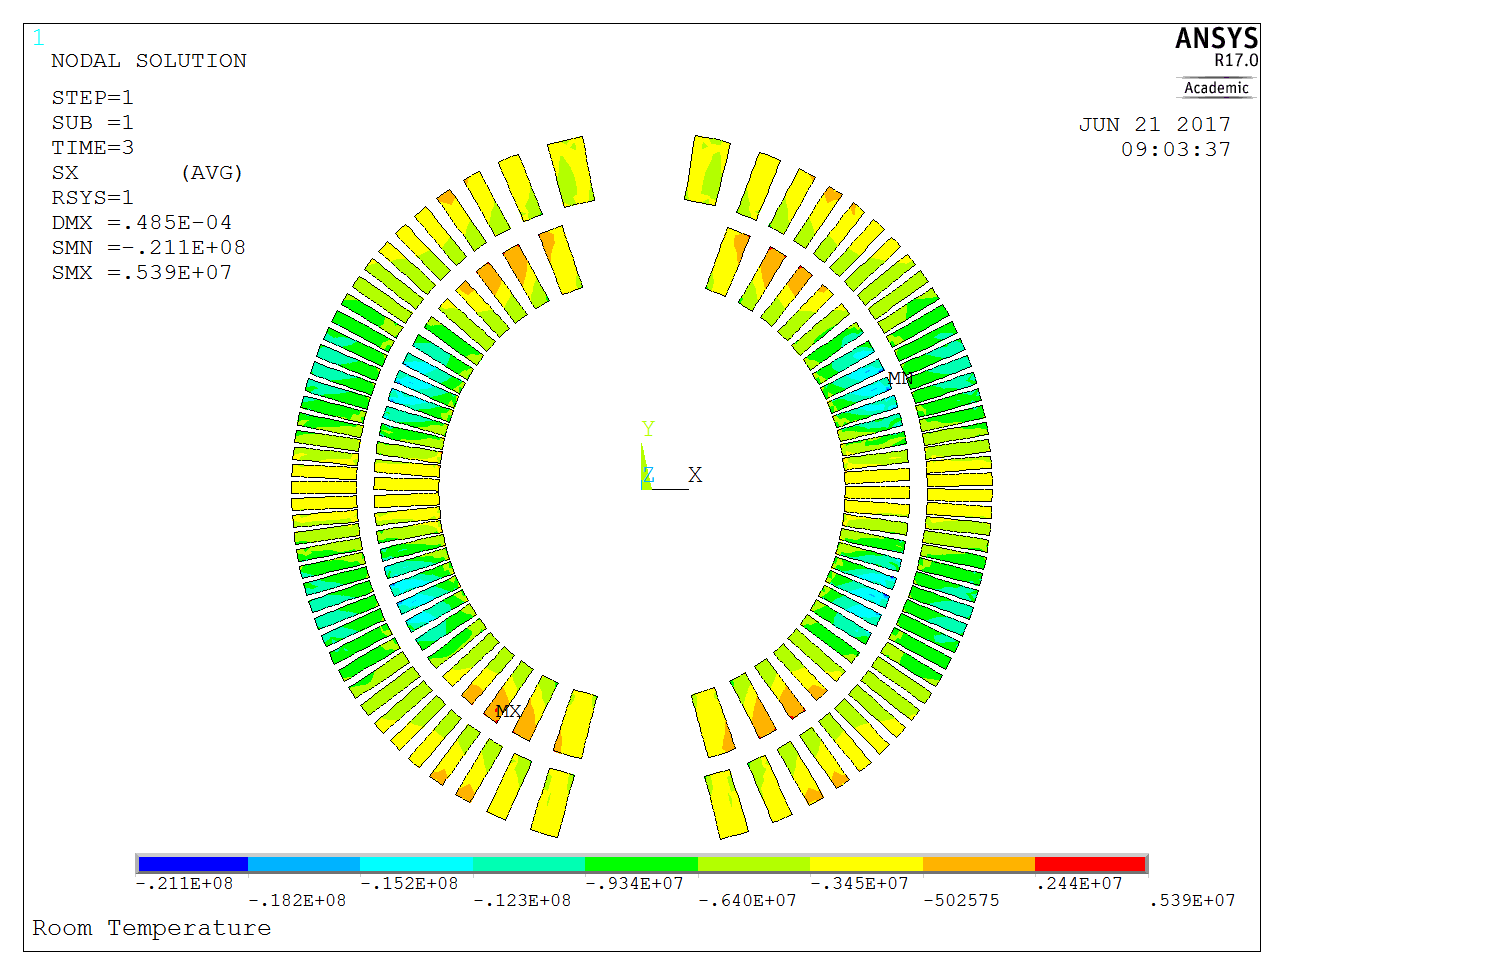 1
NODAL SOLUTION
STEP=1
SUB =1
TIME=3
SX (AVG)
RSYS=1
DMX =.485E-04
SMN =-.211E+08
SMX =.539E+07
ANSYS
R17.0
Academic
JUN 21 2017
09:03:37
MN
Y
Z X
MX
-.211E+08 -.152E+08 -.934E+07 -.345E+07 .244E+07
-.182E+08 -.123E+08 -.640E+07 -502575 .539E+07
Room Temperature